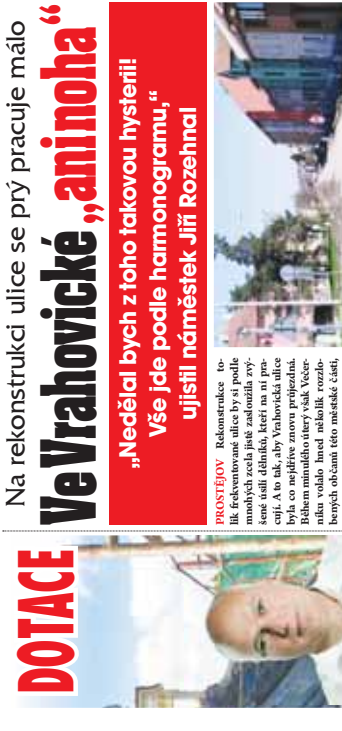 DOTACE
Na rekonstrukci ulice se prý pracuje málo
Ve Vrahovické „ani noha“
„Nedělal bych z toho takovou hysterii!
Vše jde podle harmonogramu,“
ujistil náměstek Jiří Rozehnal
PROSTĚJOV Rekonstrukce to-
lik frekventované ulice by si podle
mnohých zcela jistě zasloužila zvý-
šené úsilí dělníků, kteří na ní pra-
cují. A to tak, aby Vrahovická ulice
byla co nejdříve znovu průjezdná.
Během minulého úterý však Večer-
níku volalo hned několik rozzlo-
bených občanů této městské části,